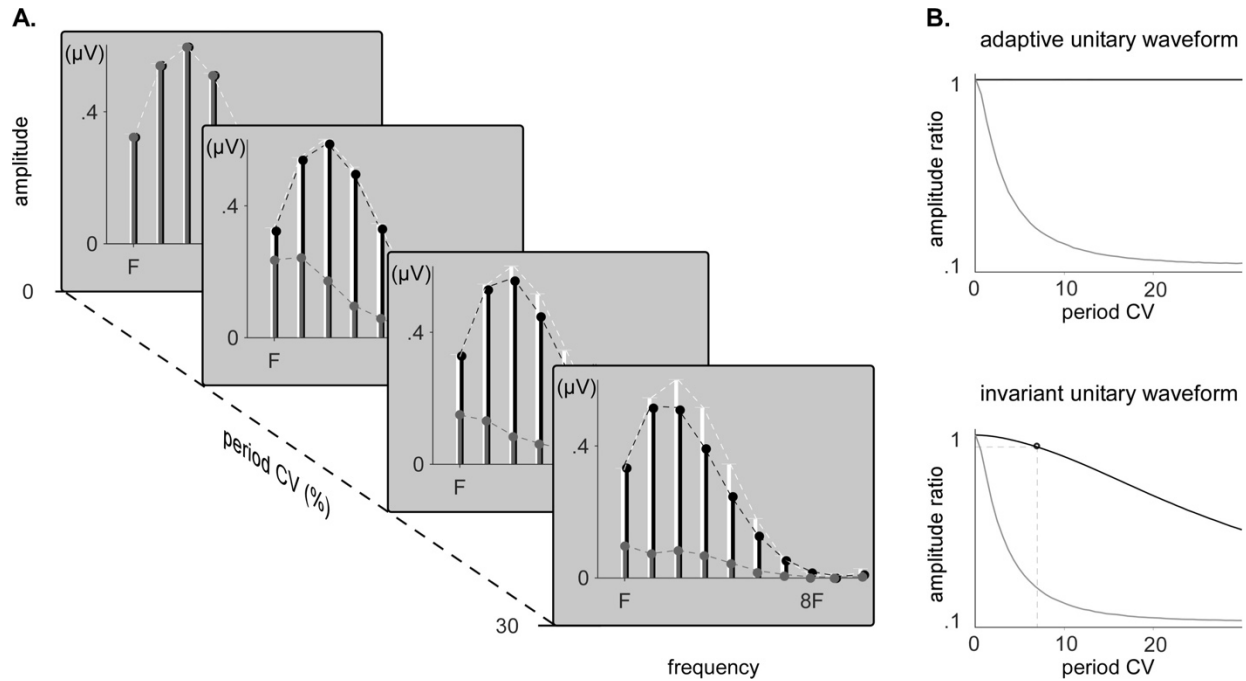 A.
amplitude
(µV)
.4
0
F
0
(µV)
.4
0
F
(µV)
.4
0
F
(µV)
.4
0
F
8F
period CV (%)
30
frequency
B.
adaptive unitary waveform
1
amplitude ratio
.1
0
10
20
period CV
invariant unitary waveform
1
amplitude ratio
.1
0
10
20
period CV